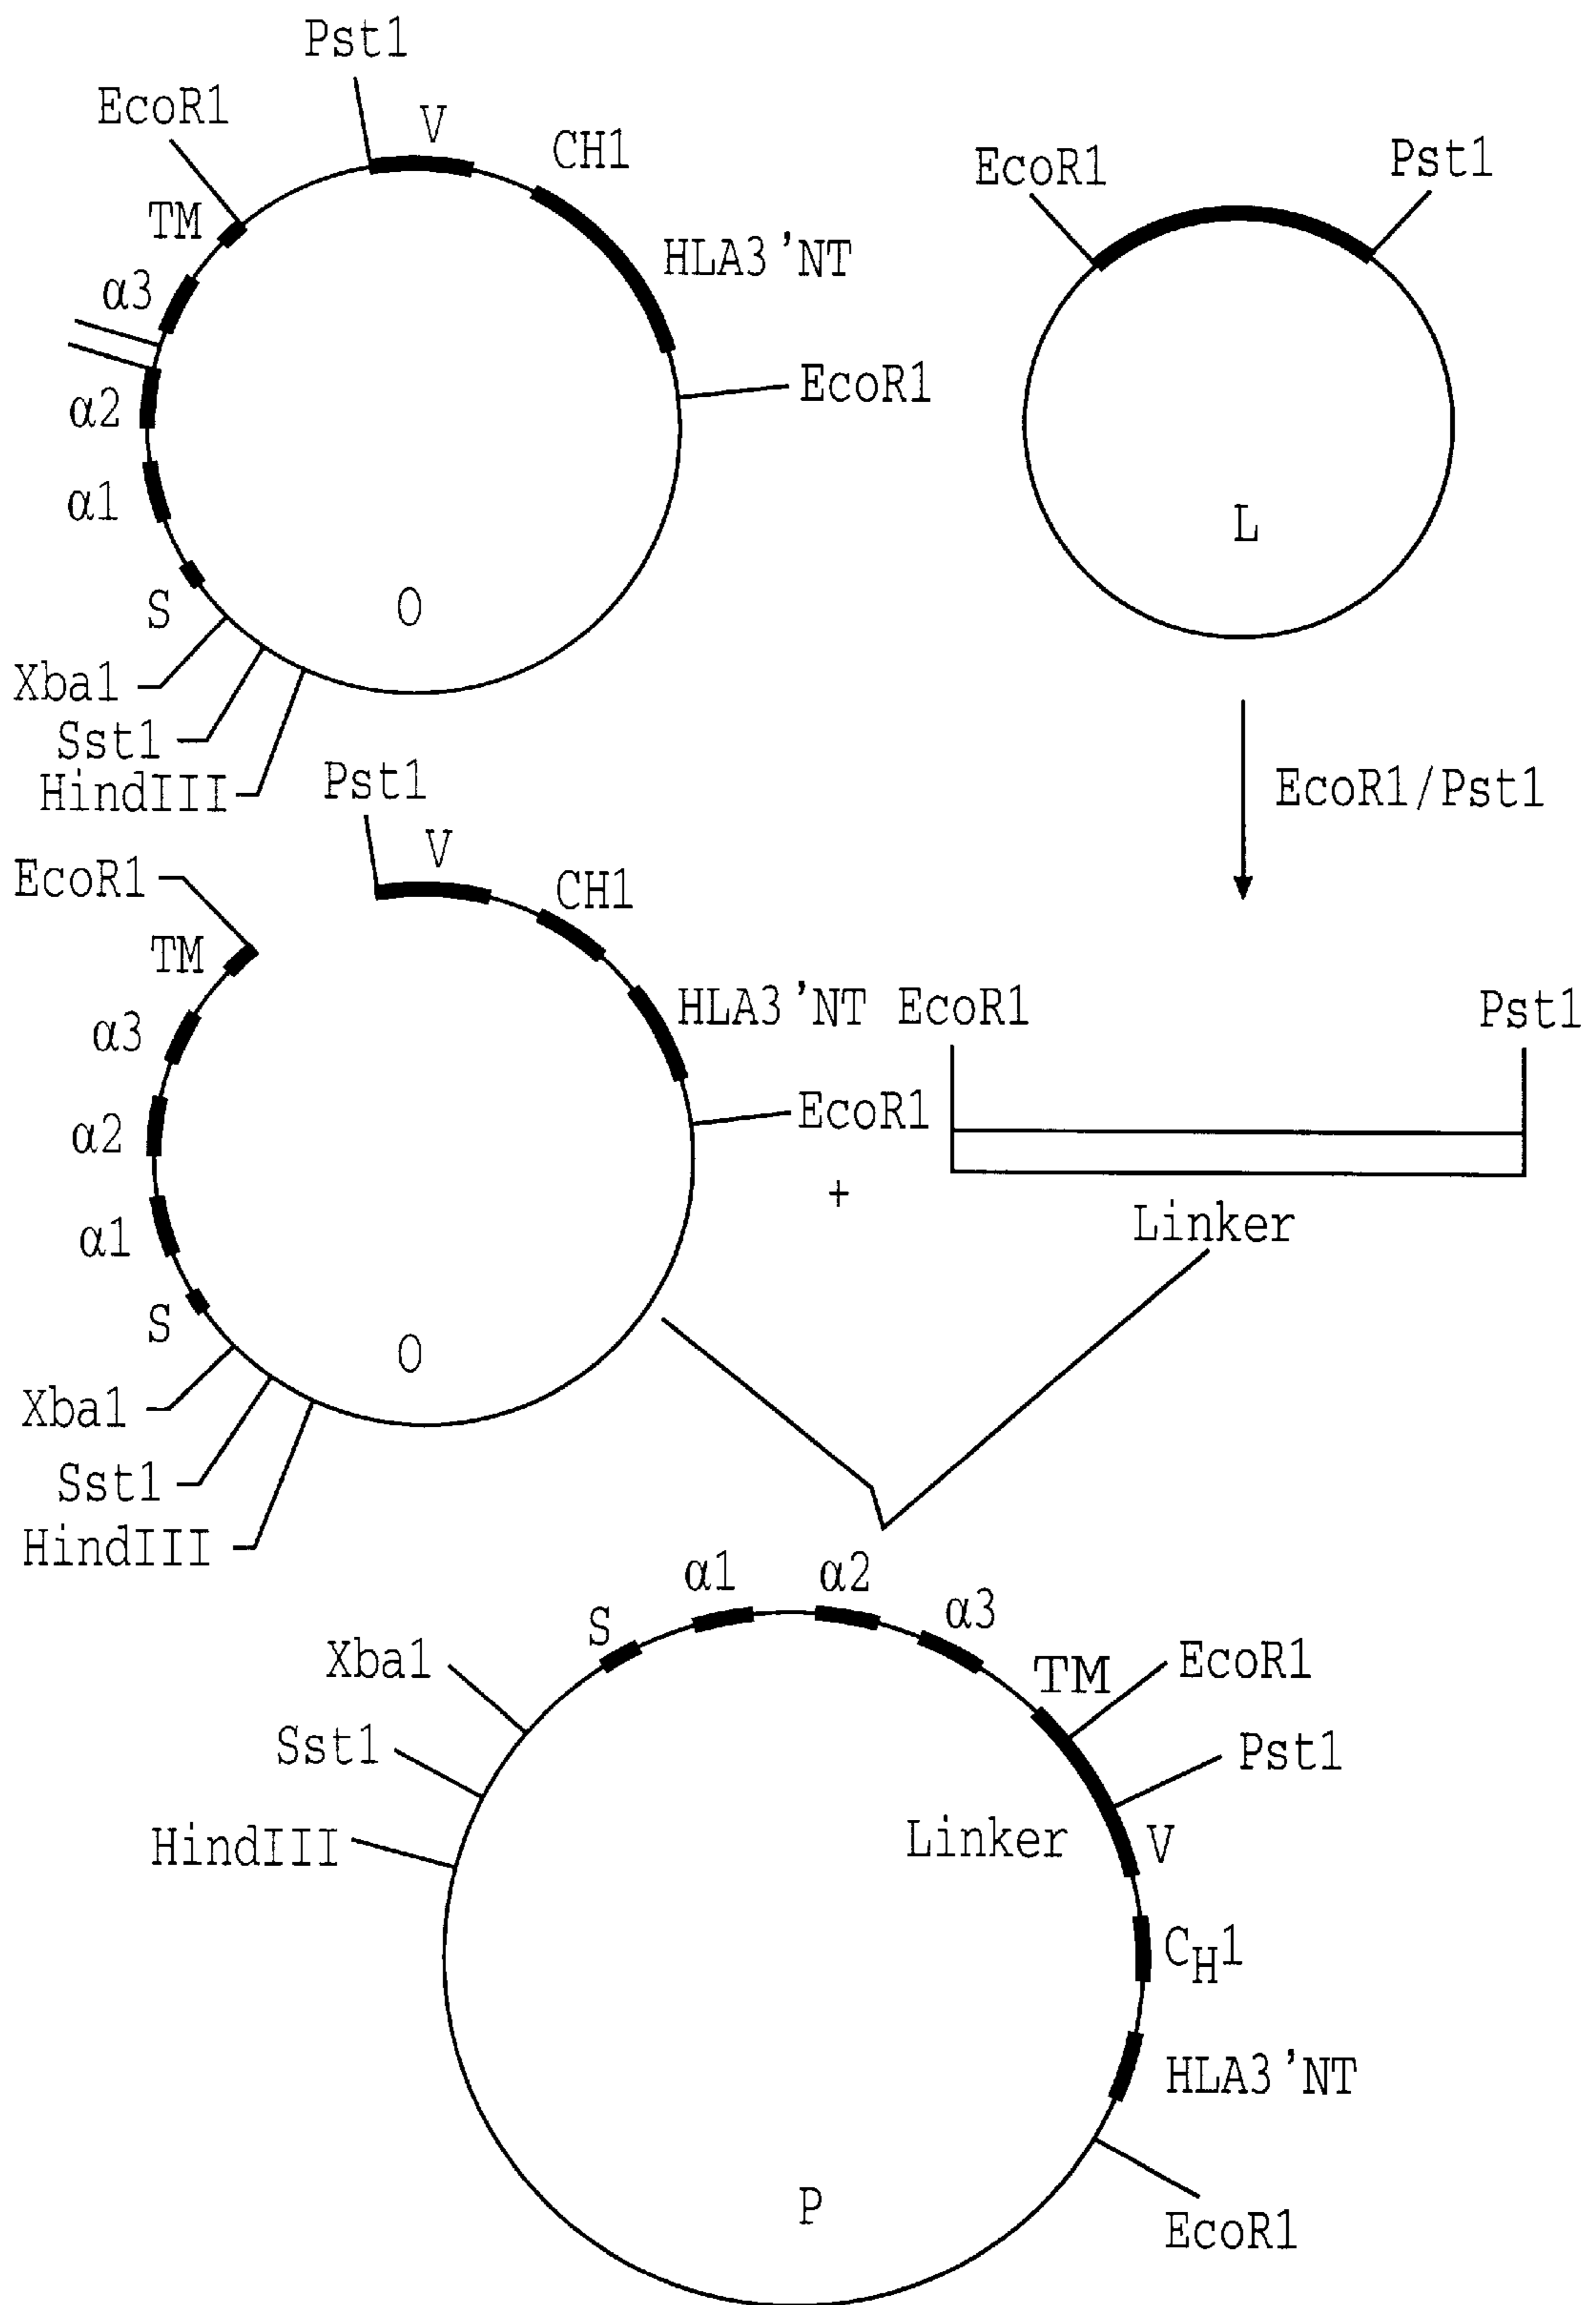 Pst1
EcoR1
V
CH1
TM
HLA3'NT
α3
EcoR1
α2
α1
S
O
Xba1
Sst1
HindIII
EcoR1
Pst1
L
EcoR1/Pst1
Pst1
V
EcoR1
CH1
TM
HLA3'NT
α3
EcoR1
α2
α1
S
O
Xba1
Sst1
HindIII
EcoR1
Pst1
+
Linker
α1
α2
α3
S
Xba1
TM
EcoR1
Sst1
Pst1
HindIII
Linker
V
CH1
HLA3'NT
P
EcoR1